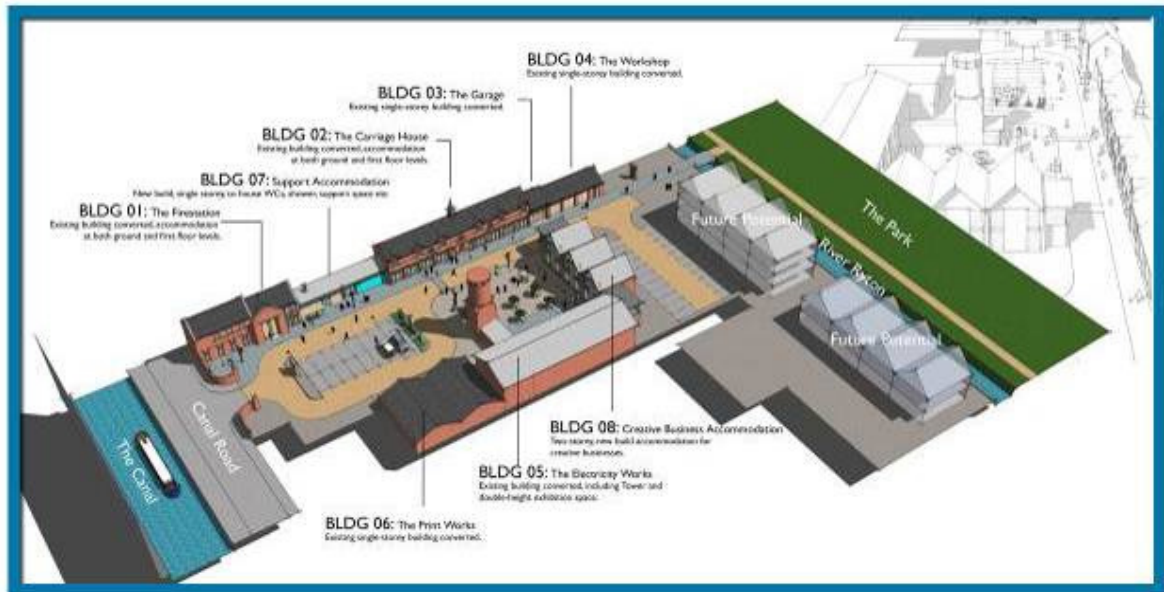 BLDG 04: The Workshop
Existing single-storey building converted.
BLDG 03: The Garage
Existing single-storey building converted.
BLDG 02: The Carriage House
Existing building converted, accommodation
at both ground and first floor levels.
BLDG 07: Support Accommodation
New build, single storey, to house WCs, shower, support space etc
BLDG 01: The Firestation
Existing building converted, accommodation
at both ground and first floor levels.
The Park
Future Potential
River Ryton
Future Potential
Canal Road
The Canal
BLDG 08: Creative Business Accommodation
Two storey, new build accommodation for
creative businesses.
BLDG 05: The Electricity Works
Existing building converted, including Tower and
double-height exhibition space.
BLDG 06: The Print Works
Existing single-storey building converted.